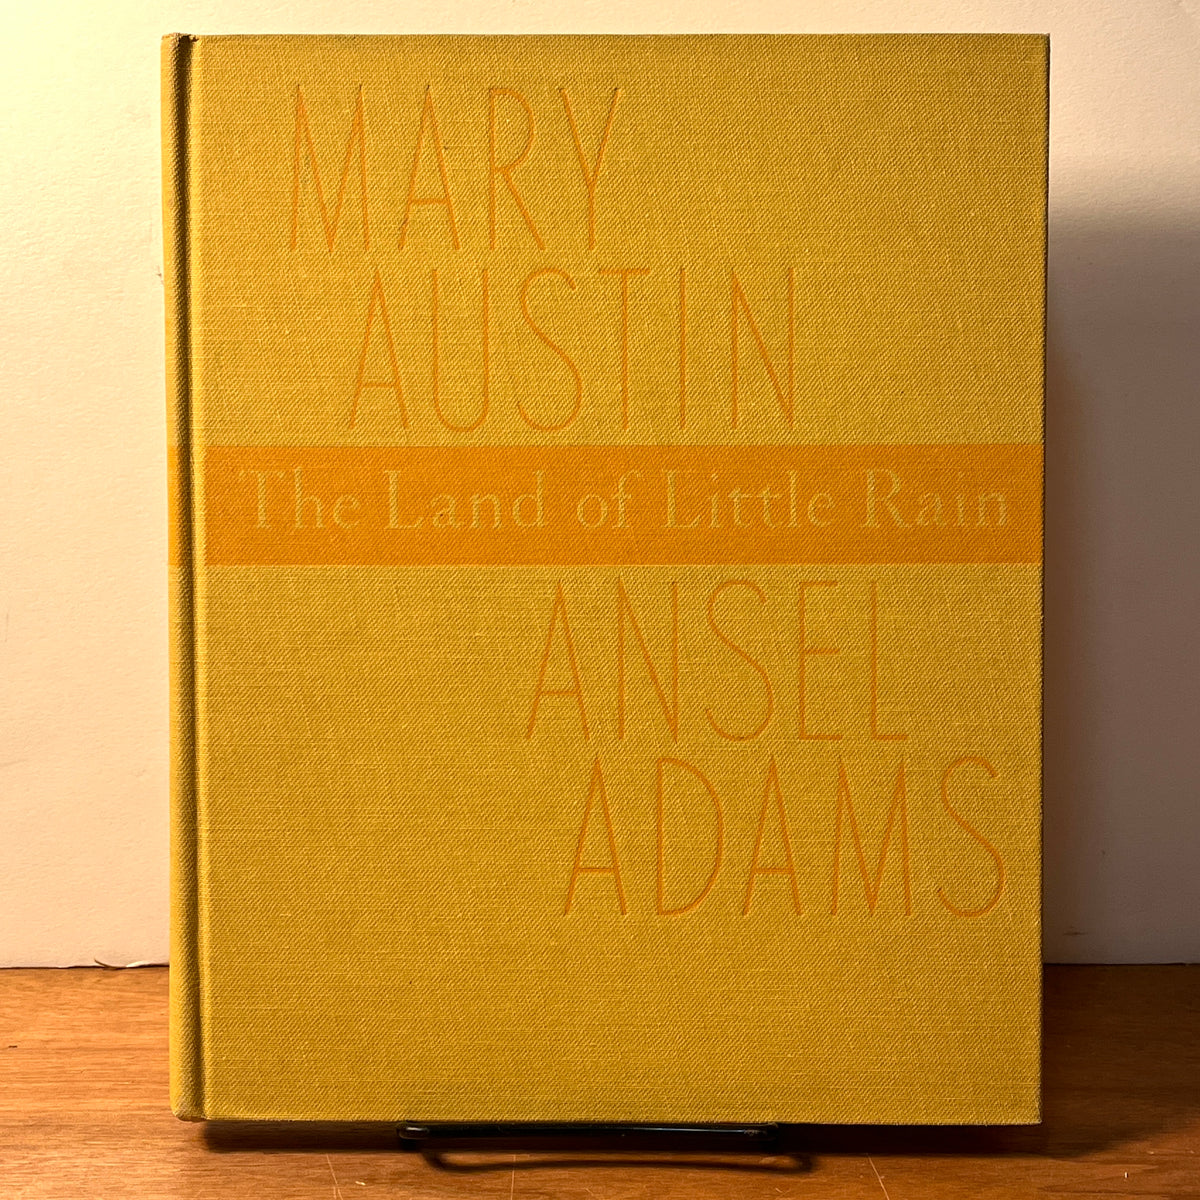 MARY
AUSTIN
The Land of Little Rain
ANSEL
ADAMS